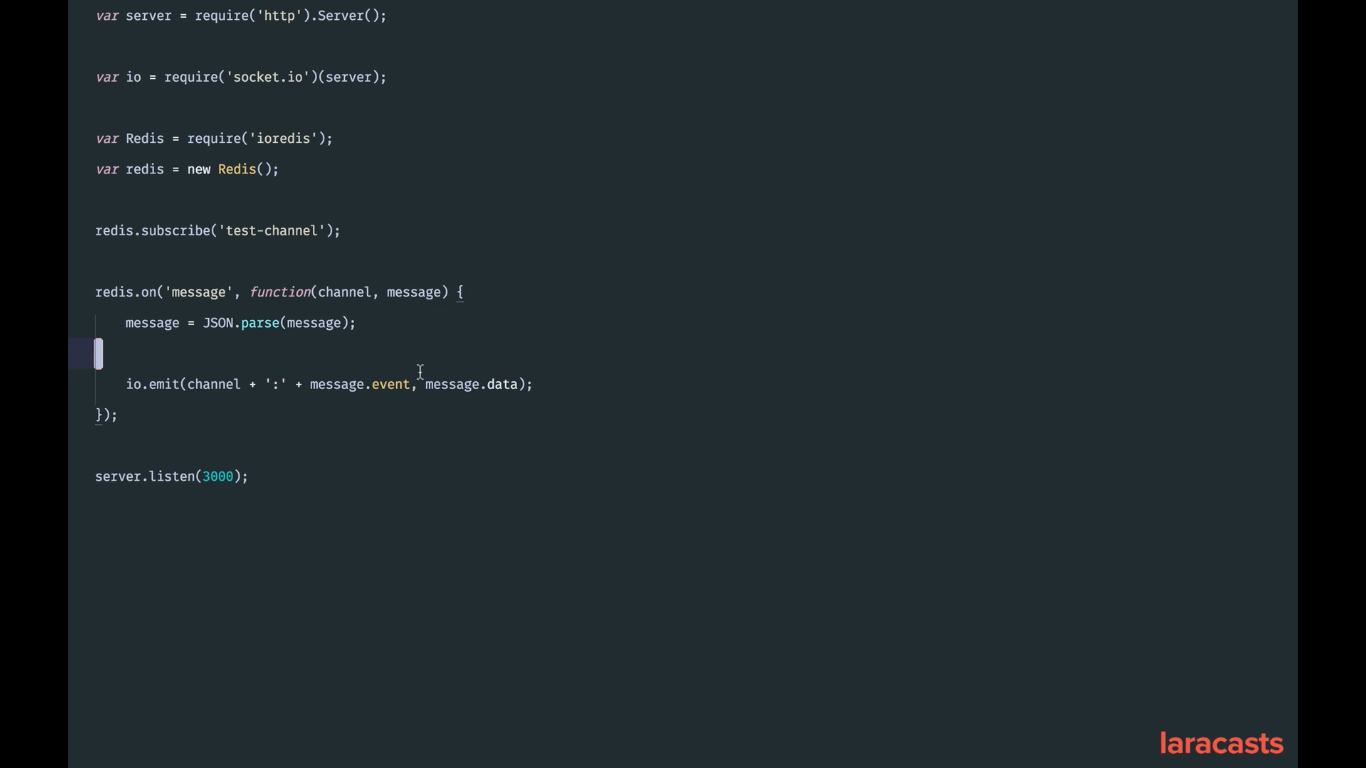 var server = require('http').Server();
var io = require('socket.io')(server);
var Redis = require('ioredis');
var redis = new Redis();
redis.subscribe('test-channel');
redis.on('message', function(channel, message) {
    message = JSON.parse(message);
    io.emit(channel + ':' + message.event, message.data);
});
server.listen(3000);
laracasts